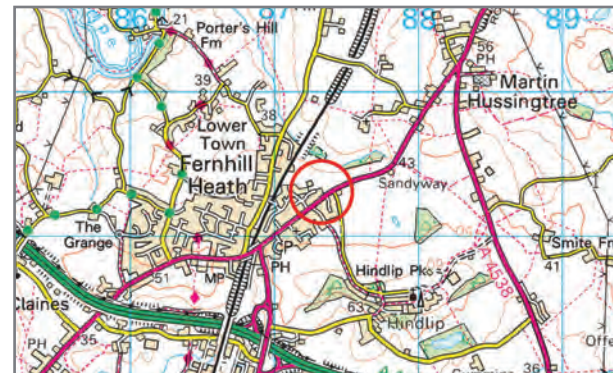 86
87
88
89
21
Porter's Hill
Fm
56
PH
39
Martin
Hussingtree
38
Lower
Town
Fernhill
Heath
43
Sandyway
The
Grange
CP
PH
Smite Fm
41
51
MP
Hindlip Pk
A 4538
Claines
63
Hindlip
35
PH
36